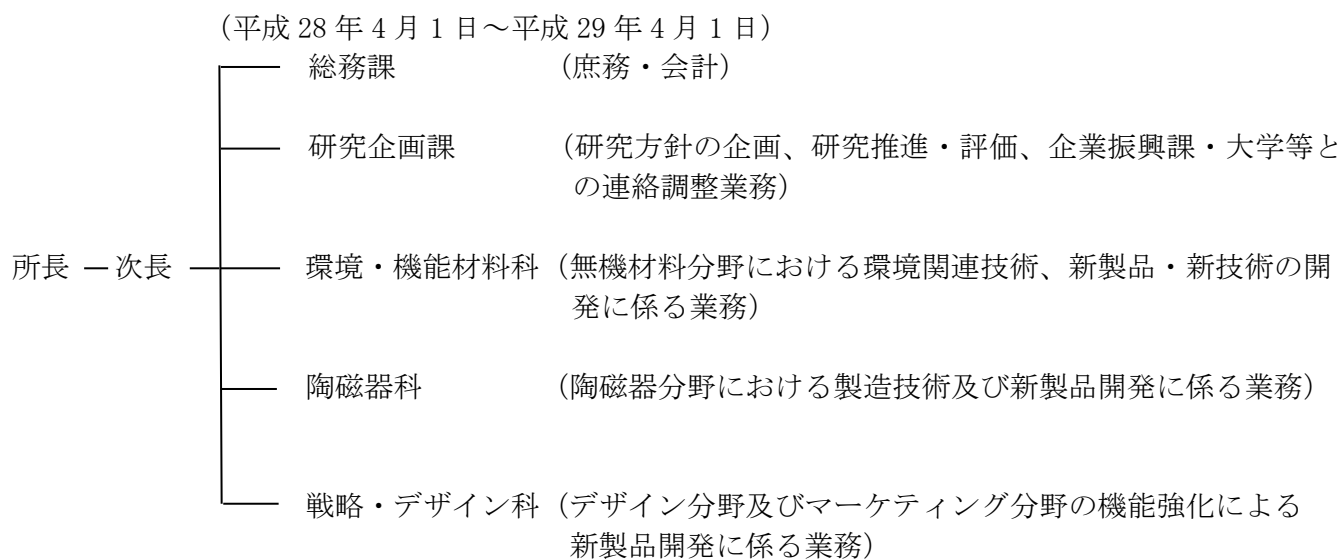 （平成 28 年 4 月 1 日～平成 29 年 4 月 1 日）
総務課 （庶務・会計）
研究企画課 （研究方針の企画、研究推進・評価、企業振興課・大学等と
の連絡調整業務）
所長 ― 次長 環境・機能材料科 （無機材料分野における環境関連技術、新製品・新技術の開
発に係る業務）
陶磁器科 （陶磁器分野における製造技術及び新製品開発に係る業務）
戦略・デザイン科 （デザイン分野及びマーケティング分野の機能強化による
新製品開発に係る業務）